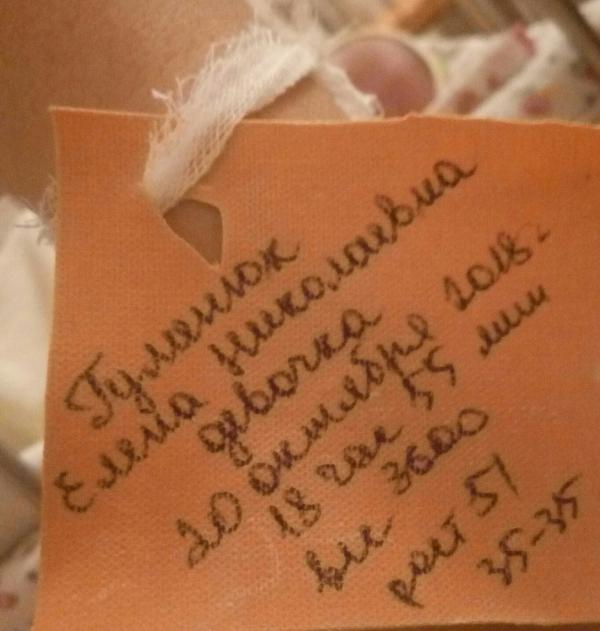 Гуменюк
Елена Николаевна
девочка
20 октября 2018г.
18 час 55 мин
вес 3600
рост 51
35-35